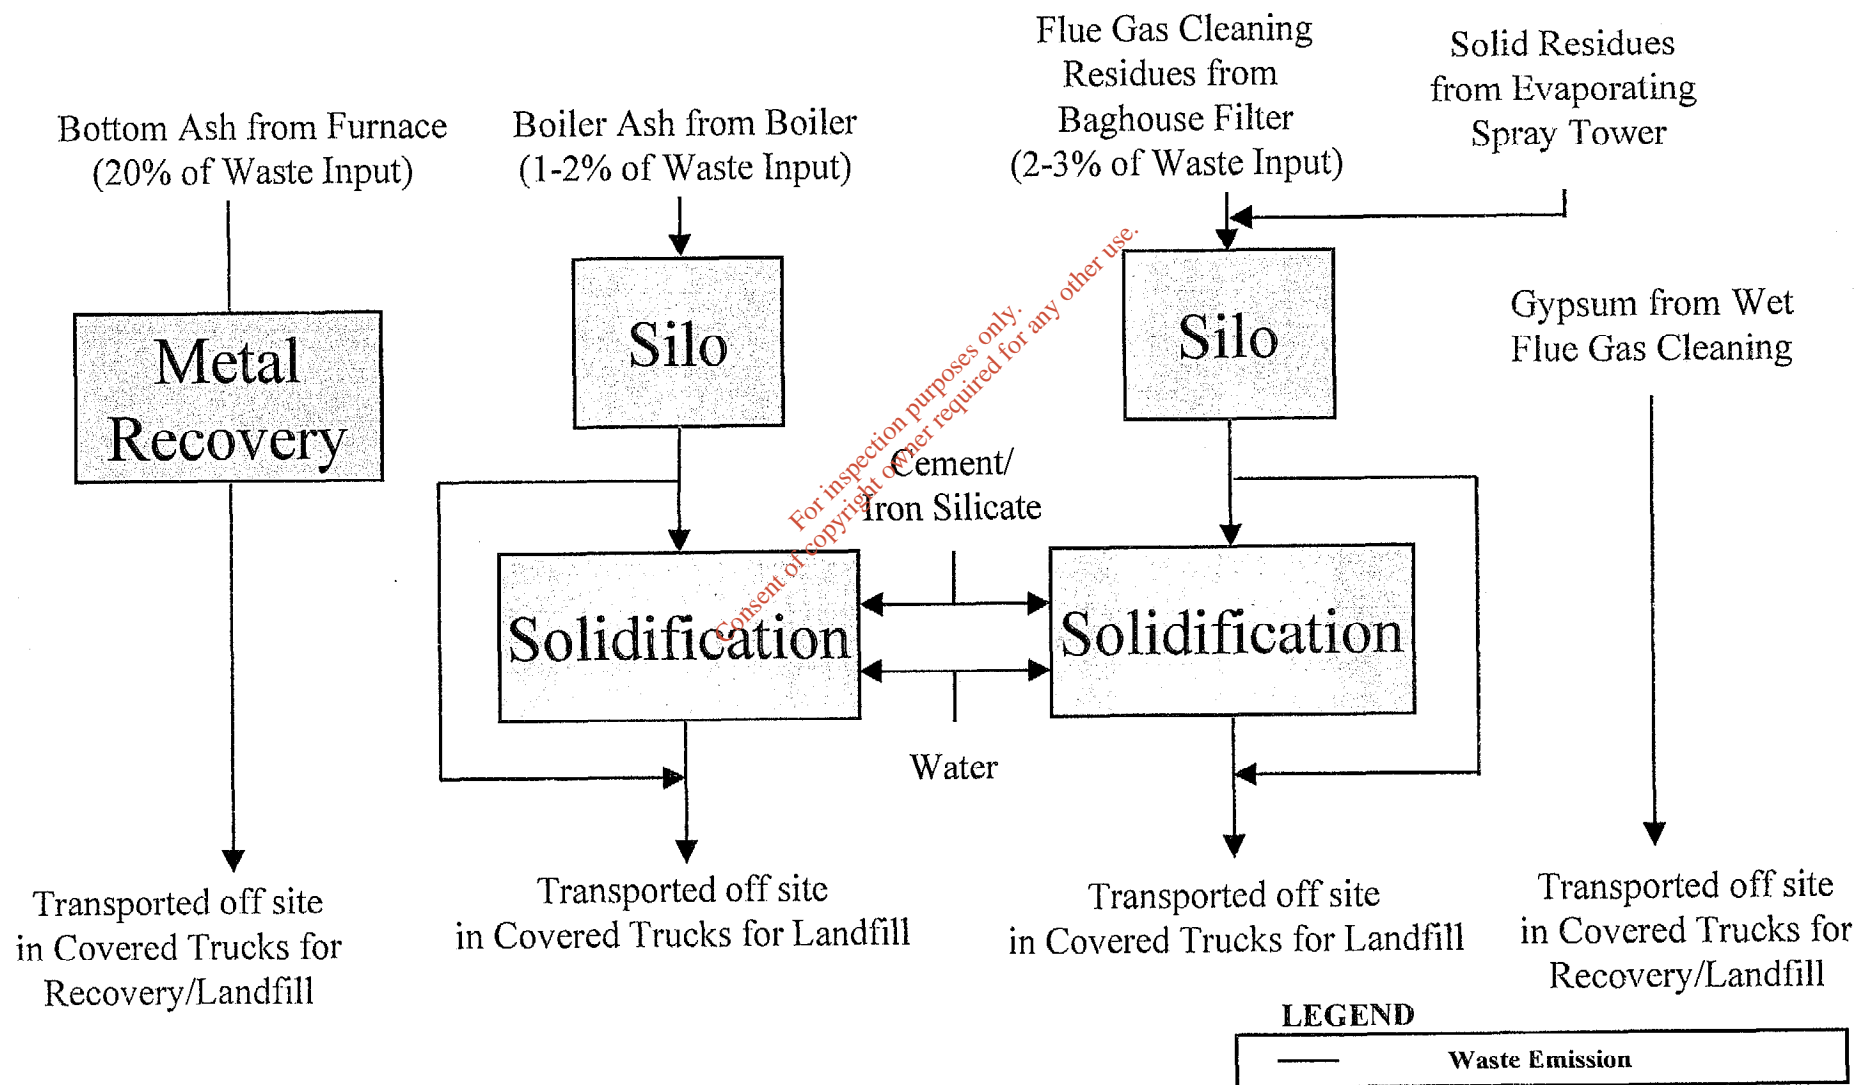 Flue Gas Cleaning
Residues from
Baghouse Filter
(2-3% of Waste Input)
Solid Residues
from Evaporating
Spray Tower
Bottom Ash from Furnace
(20% of Waste Input)
Boiler Ash from Boiler
(1-2% of Waste Input)
Metal
Recovery
Silo
Silo
Gypsum from Wet
Flue Gas Cleaning
For inspection purposes only.
Consent of copyright owner required for any other use.
Cement/
Iron Silicate
Solidification
Solidification
Water
Transported off site
in Covered Trucks for
Recovery/Landfill
Transported off site
in Covered Trucks for Landfill
Transported off site
in Covered Trucks for Landfill
Transported off site
in Covered Trucks for
Recovery/Landfill
LEGEND
Waste Emission